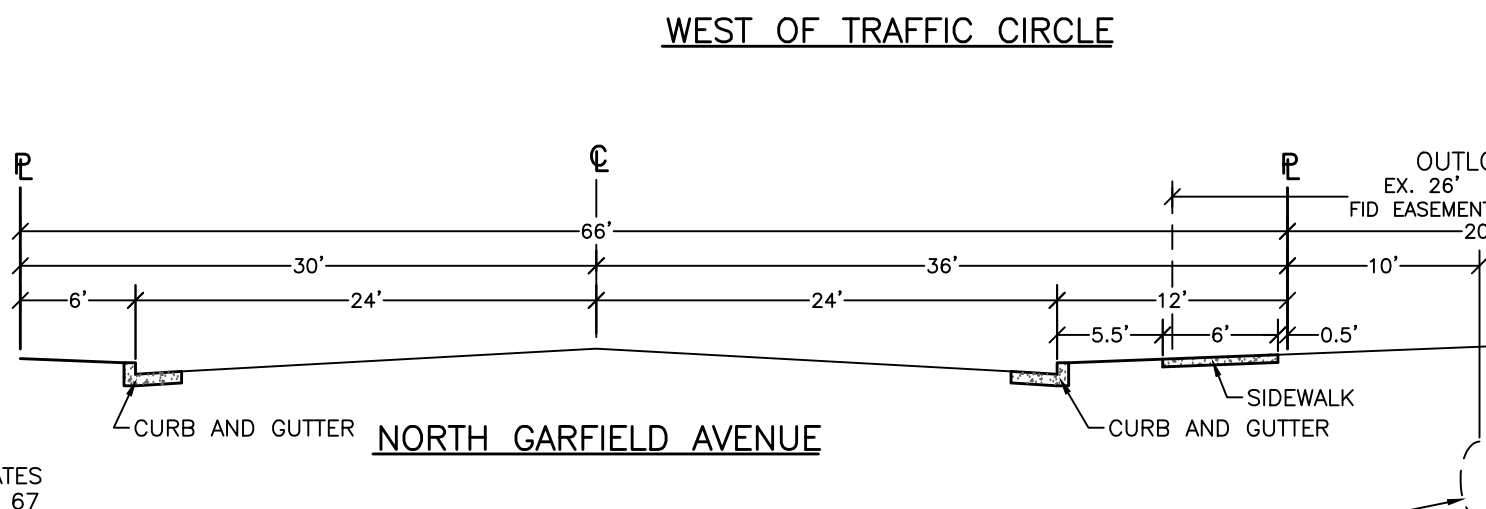 WEST OF TRAFFIC CIRCLE
PL
CL
PL
EX. 26'
FID EASEMENT
66'
20
30'
36'
10'
6'
24'
24'
12'
5.5'
6'
0.5'
SIDEWALK
CURB AND GUTTER
CURB AND GUTTER
NORTH GARFIELD AVENUE
67